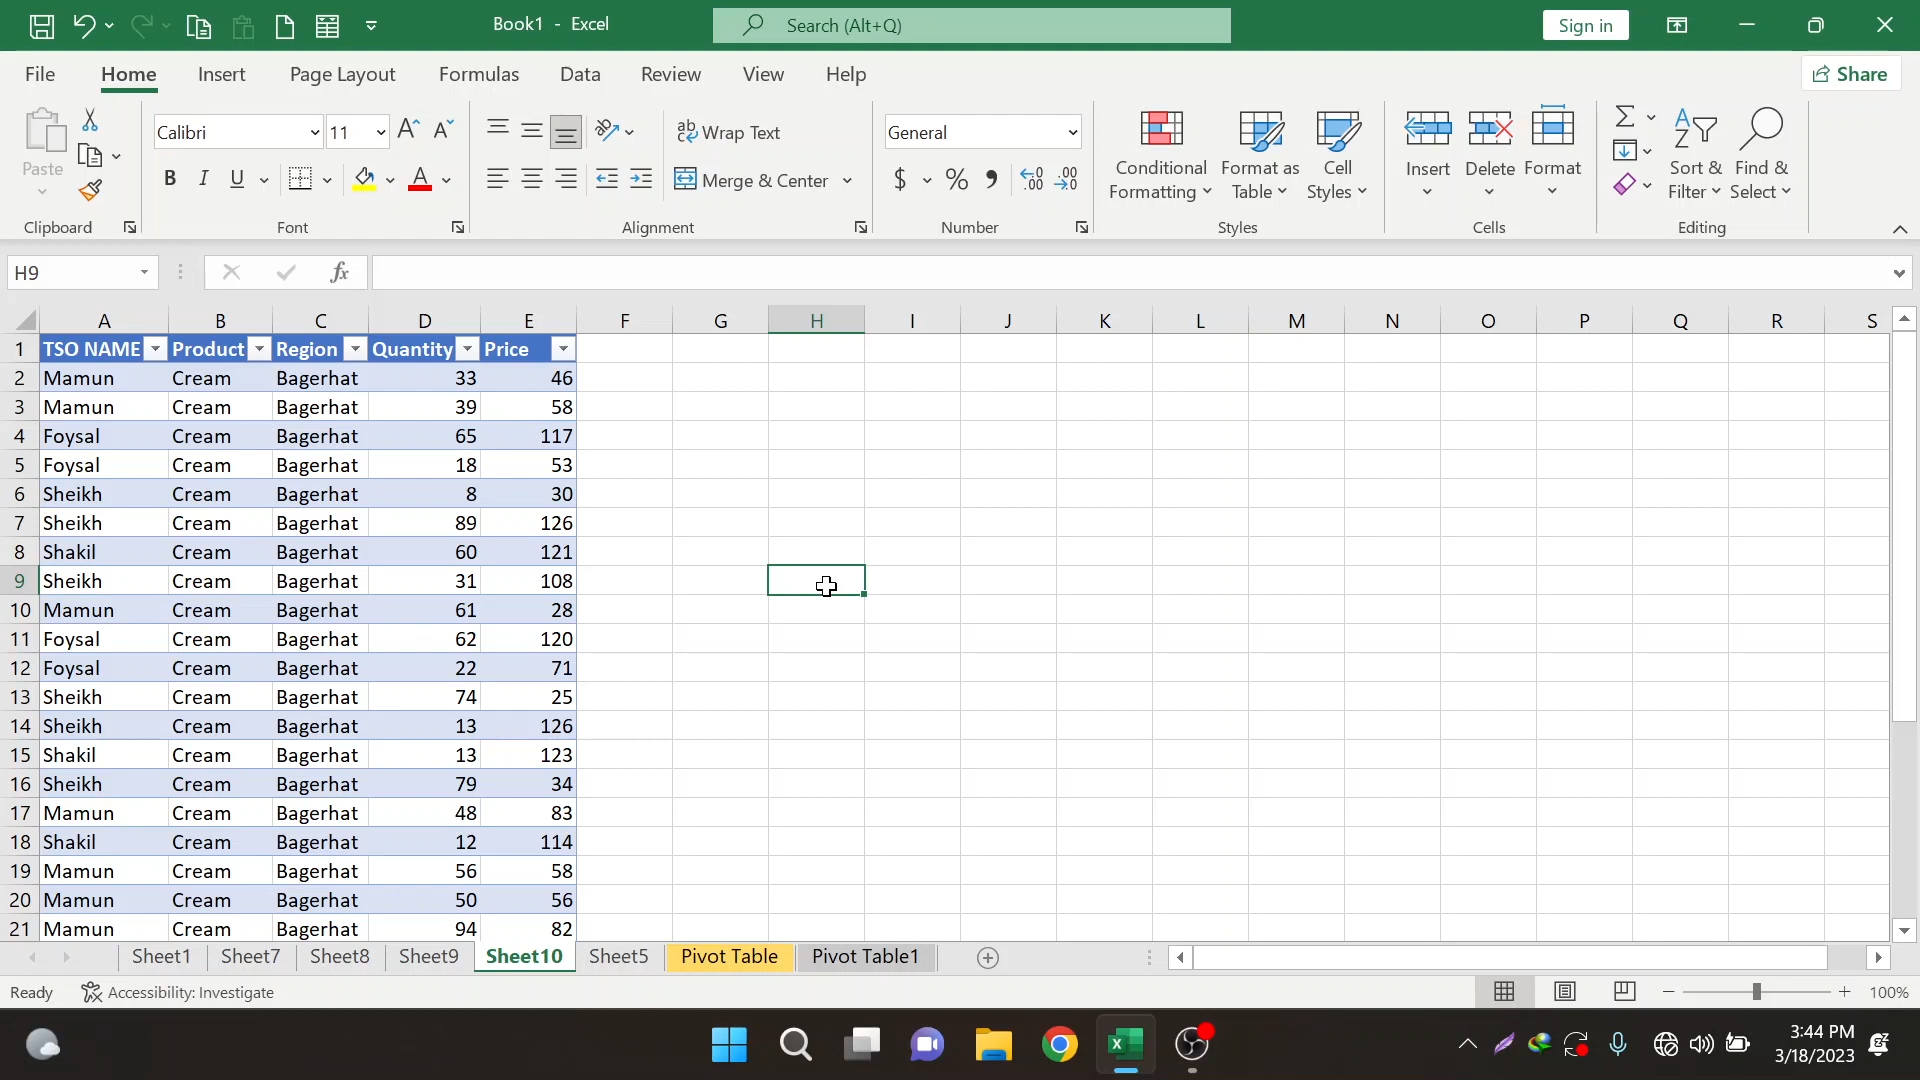 Book1 - Excel
Search (Alt+Q)
Sign in
File Home Insert Page Layout Formulas Data Review View Help
Share
Paste
Calibri 11
ab Wrap Text
General
Merge & Center
B I U
$ % 9
Conditional Formatting
Format as Table
Cell Styles
Insert Delete Format
Sort & Filter
Find & Select
Clipboard Font Alignment Number Styles Cells Editing
H9
fx
A B C D E F G H I J K L M N O P Q R S
1 TSO NAME Product Region Quantity Price
2 Mamun Cream Bagerhat 33 46
3 Mamun Cream Bagerhat 39 58
4 Foysal Cream Bagerhat 65 117
5 Foysal Cream Bagerhat 18 53
6 Sheikh Cream Bagerhat 8 30
7 Sheikh Cream Bagerhat 89 126
8 Shakil Cream Bagerhat 60 121
9 Sheikh Cream Bagerhat 31 108
10 Mamun Cream Bagerhat 61 28
11 Foysal Cream Bagerhat 62 120
12 Foysal Cream Bagerhat 22 71
13 Sheikh Cream Bagerhat 74 25
14 Sheikh Cream Bagerhat 13 126
15 Shakil Cream Bagerhat 13 123
16 Sheikh Cream Bagerhat 79 34
17 Mamun Cream Bagerhat 48 83
18 Shakil Cream Bagerhat 12 114
19 Mamun Cream Bagerhat 56 58
20 Mamun Cream Bagerhat 50 56
21 Mamun Cream Bagerhat 94 82
Sheet1 Sheet7 Sheet8 Sheet9 Sheet10 Sheet5 Pivot Table Pivot Table1
Ready Accessibility: Investigate 100%
3:44 PM
3/18/2023